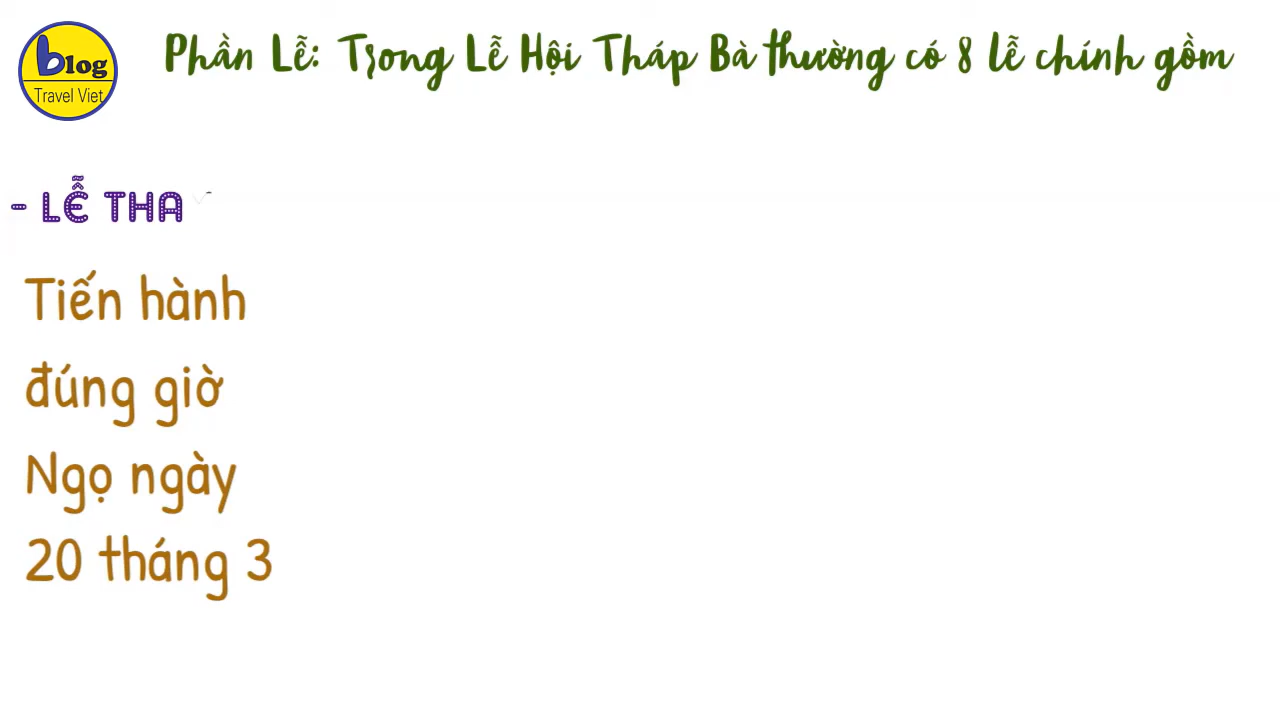 blog
Travel Viet
Phần Lễ: Trong Lễ Hội Tháp Bà thường có 8 lễ chính gồm
- LỄ THA
Tiến hành
đúng giờ
Ngọ ngày
20 tháng 3